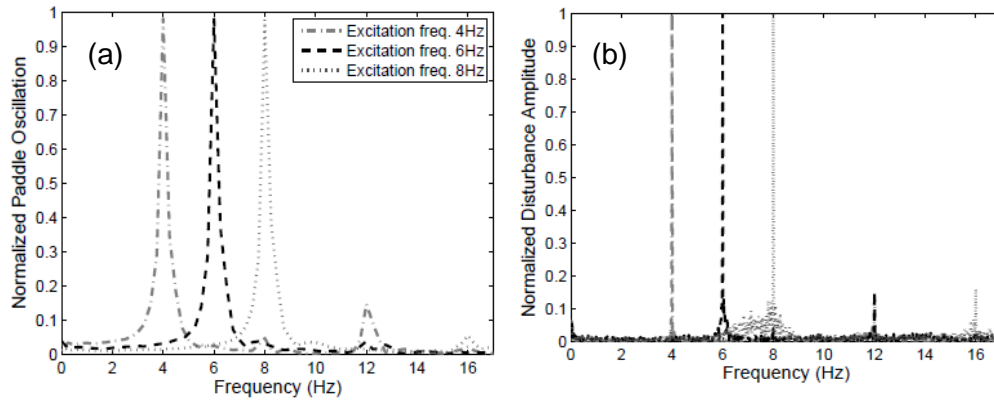 (a)
Excitation freq. 4Hz
Excitation freq. 6Hz
Excitation freq. 8Hz
Normalized Paddle Oscillation
1
0.9
0.8
0.7
0.6
0.5
0.4
0.3
0.2
0.1
0
0 2 4 6 8 10 12 14 16
Frequency (Hz)
(b)
Normalized Disturbance Amplitude
1
0.9
0.8
0.7
0.6
0.5
0.4
0.3
0.2
0.1
0
0 2 4 6 8 10 12 14 16
Frequency (Hz)